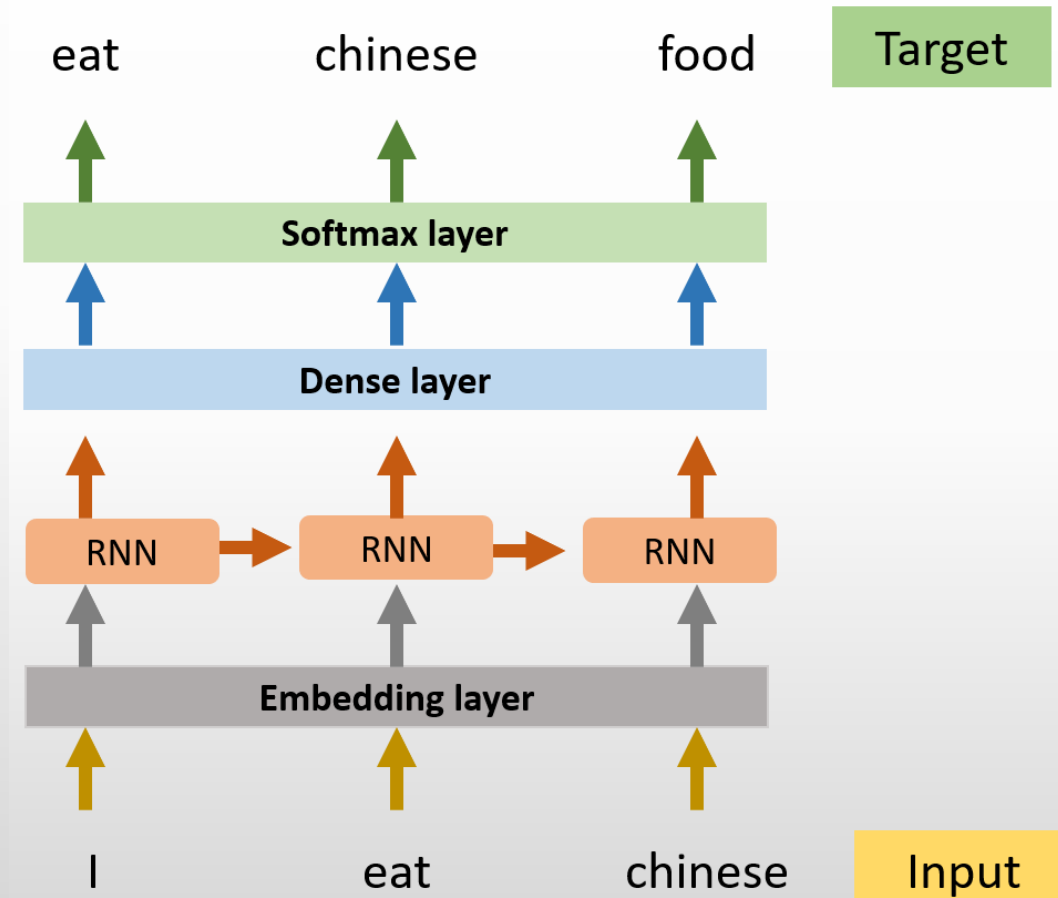 eat chinese food Target
Softmax layer
Dense layer
RNN RNN RNN
Embedding layer
I eat chinese Input